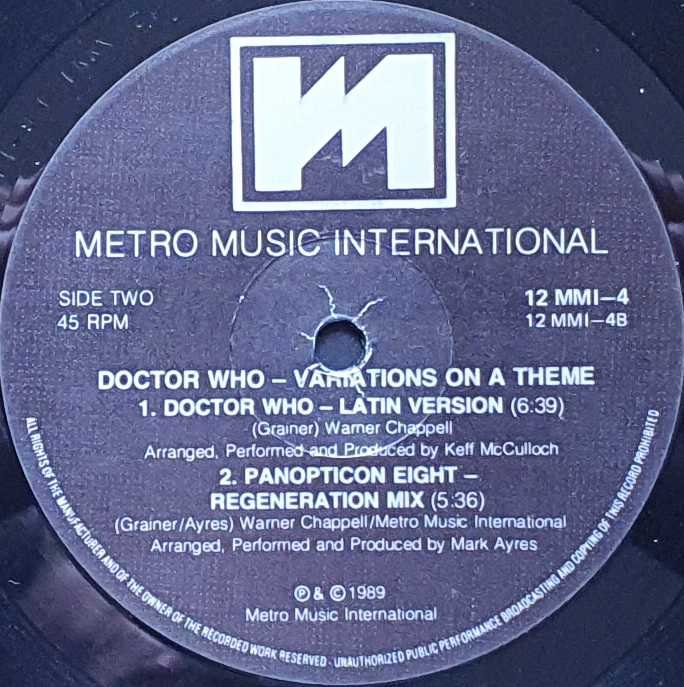 METRO MUSIC INTERNATIONAL
SIDE TWO
45 RPM
12 MMI–4
12 MMI–4B
DOCTOR WHO – VARIATIONS ON A THEME
1. DOCTOR WHO – LATIN VERSION (6:39)
(Grainer) Warner Chappell
Arranged, Performed and Produced by Keff McCulloch
2. PANOPTICON EIGHT –
REGENERATION MIX (5:36)
(Grainer/Ayres) Warner Chappell/Metro Music International
Arranged, Performed and Produced by Mark Ayres
Ⓟ & © 1989
Metro Music International
ALL RIGHTS OF THE MANUFACTURER AND OF THE OWNER OF THE RECORDED WORK RESERVED · UNAUTHORIZED PUBLIC PERFORMANCE BROADCASTING AND COPYING OF THIS RECORD PROHIBITED